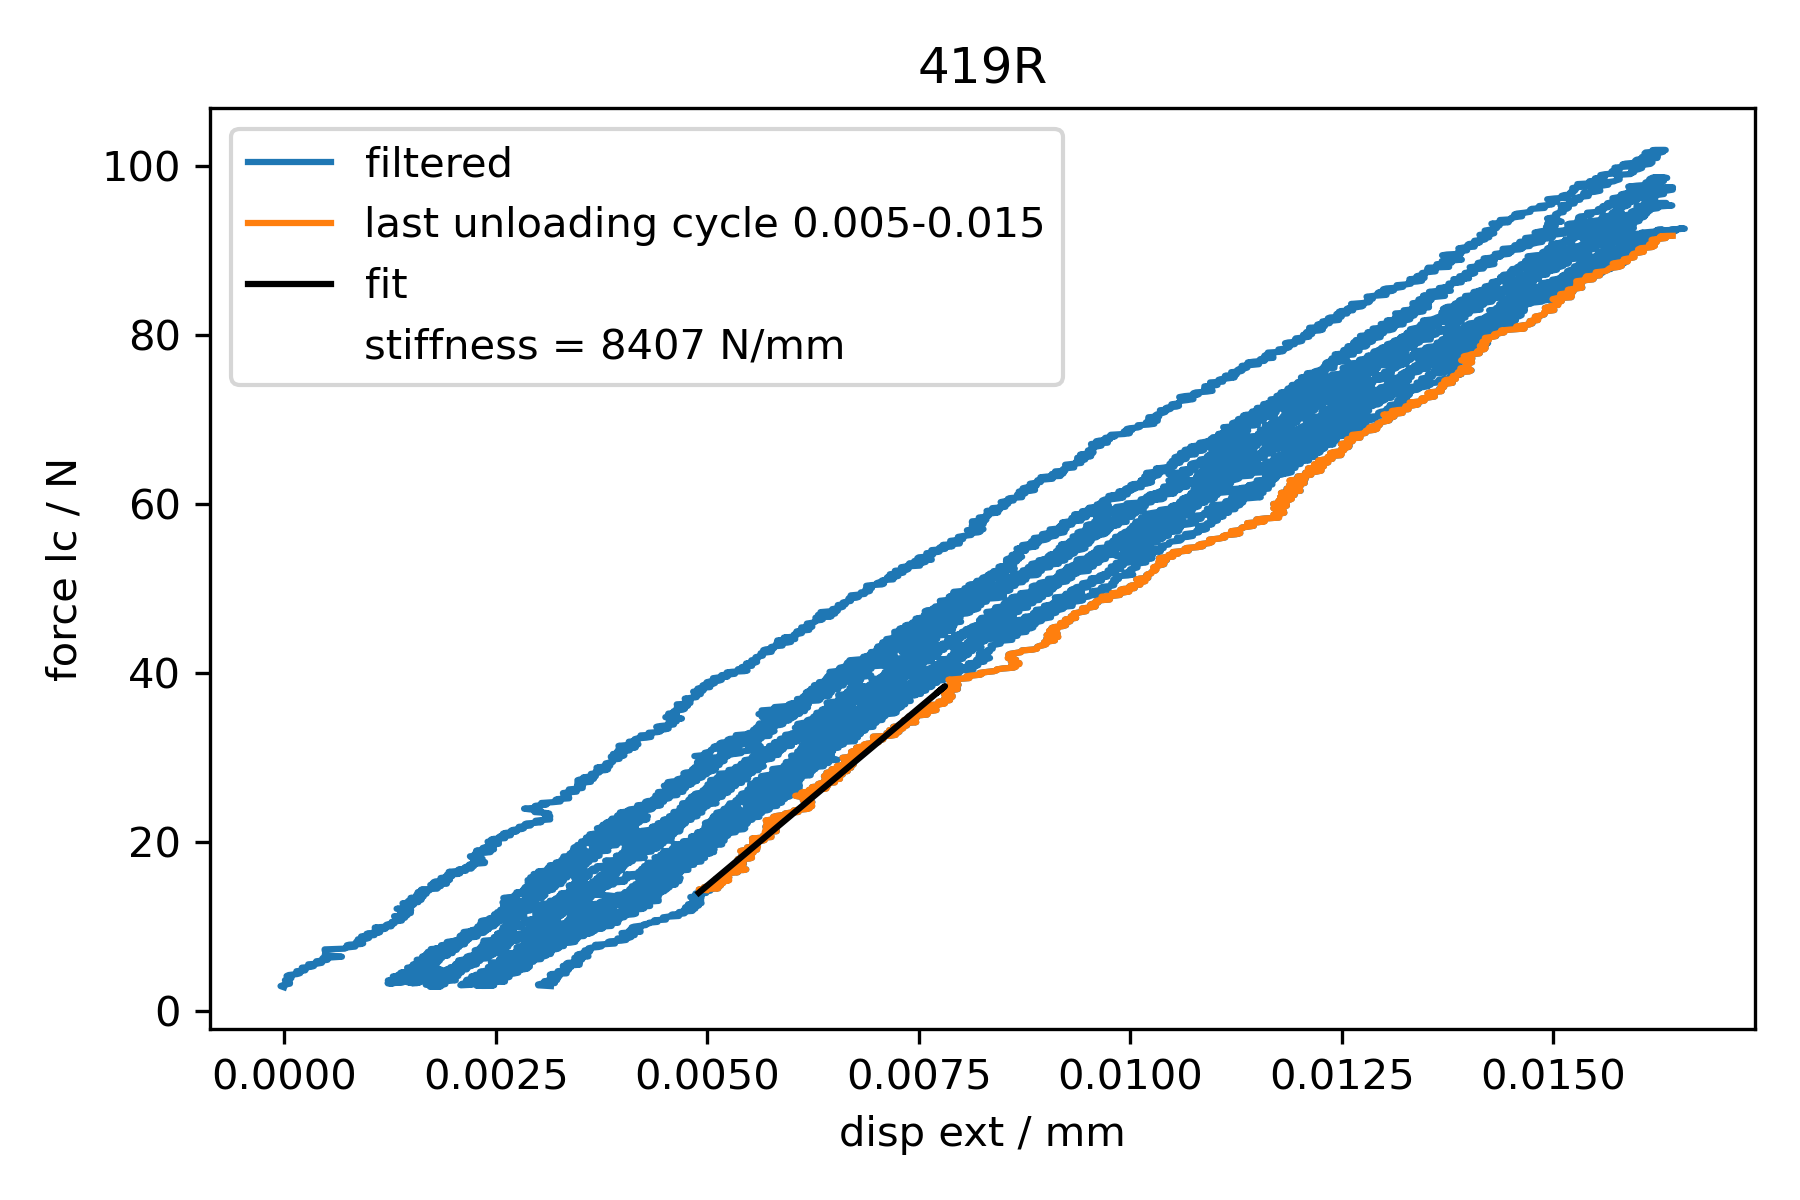 419R
filtered
last unloading cycle 0.005-0.015
fit
stiffness = 8407 N/mm
100
80
60
40
20
0
force lc / N
0.0000 0.0025 0.0050 0.0075 0.0100 0.0125 0.0150
disp ext / mm